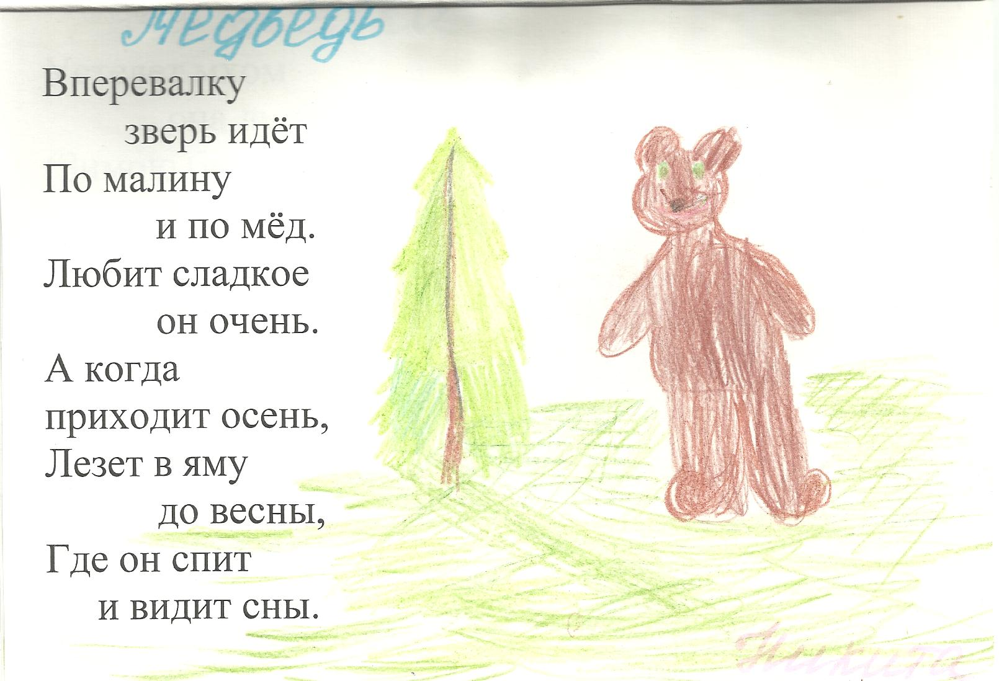 Медведь
Вперевалку
зверь идёт
По малину
и по мёд.
Любит сладкое
он очень.
А когда
приходит осень,
Лезет в яму
до весны,
Где он спит
и видит сны.
Никита